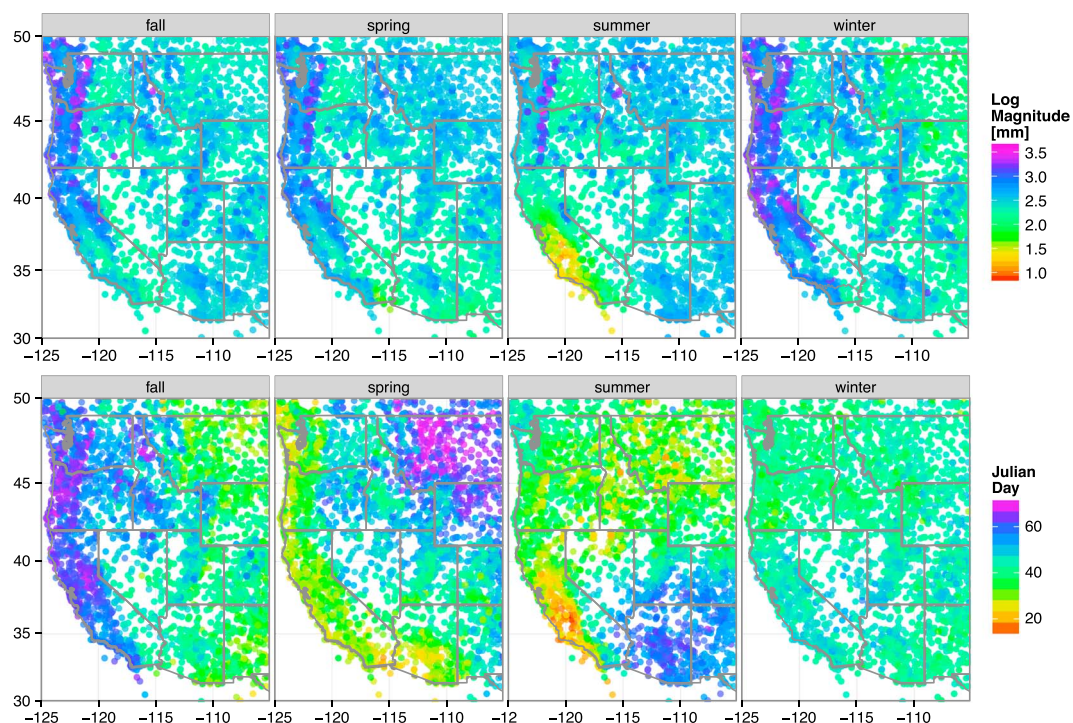 fall spring summer winter
50
45
40
35
30
−125 −120 −115 −110 −125 −120 −115 −110 −125 −120 −115 −110 −125 −120 −115 −110
Log
Magnitude
[mm]
3.5
3.0
2.5
2.0
1.5
1.0
fall spring summer winter
50
45
40
35
30
−125 −120 −115 −110 −125 −120 −115 −110 −12 −120 −115 −110 −125 −120 −115 −110
Julian
Day
60
40
20